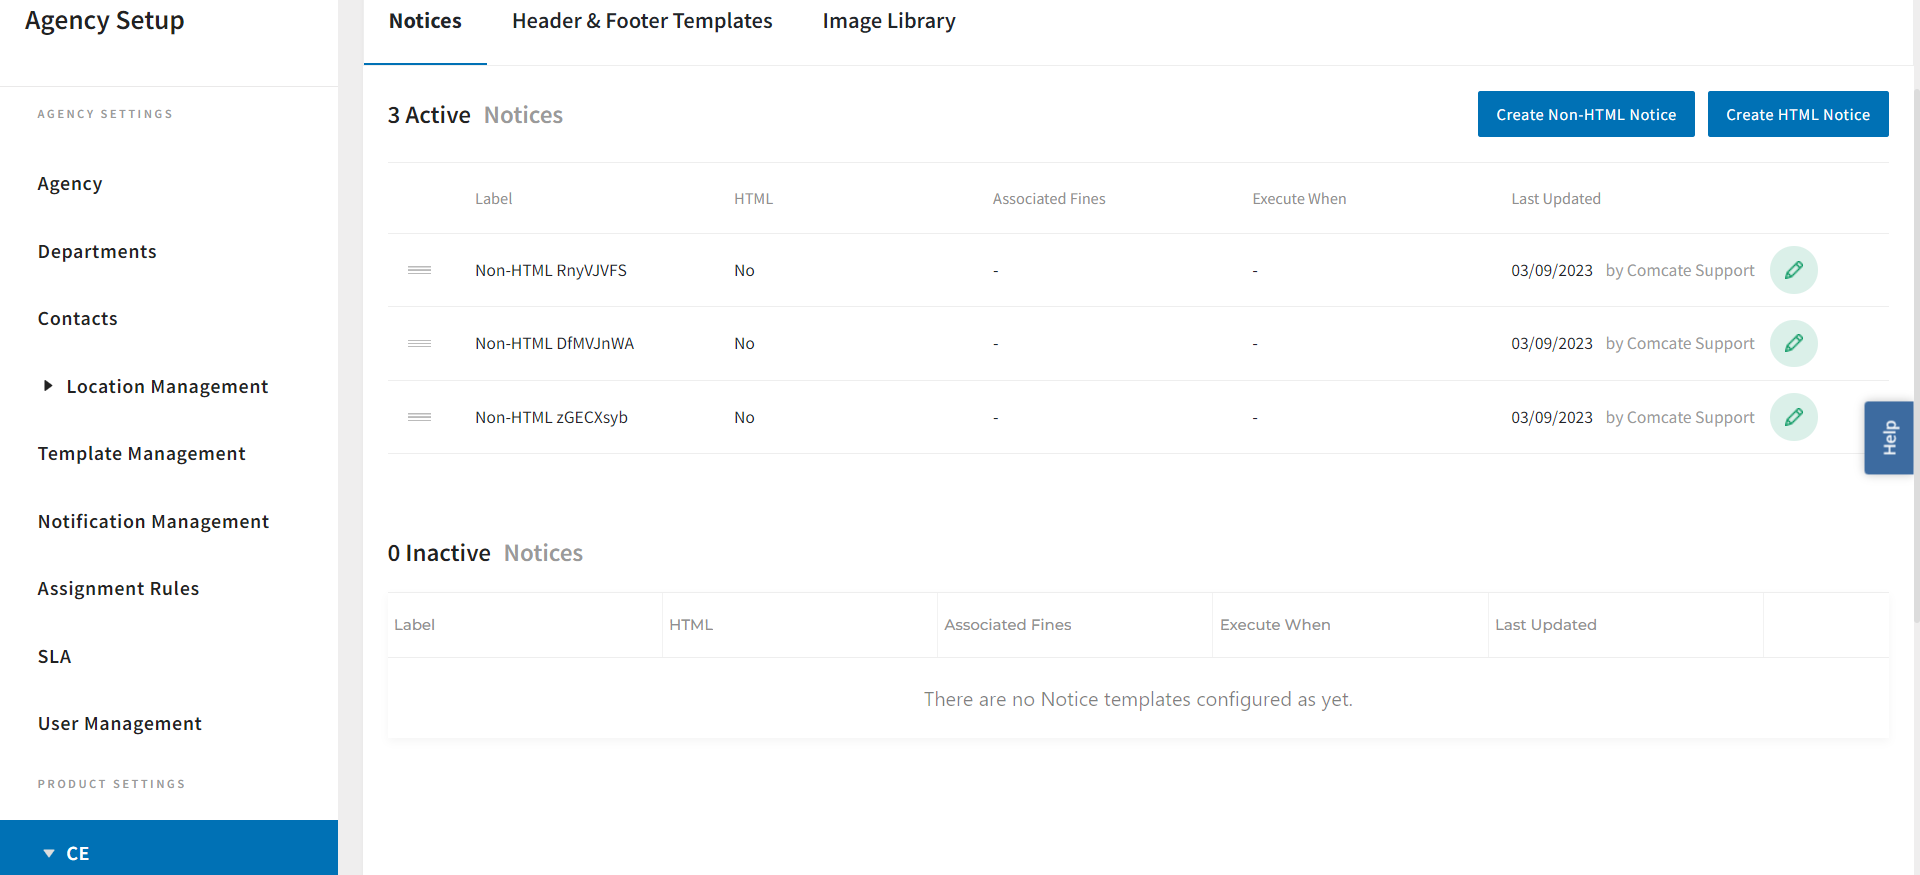 Agency Setup
AGENCY SETTINGS
Agency
Departments
Contacts
Location Management
Template Management
Notification Management
Assignment Rules
SLA
User Management
PRODUCT SETTINGS
CE
Notices Header & Footer Templates Image Library
3 Active Notices
Create Non-HTML Notice Create HTML Notice
Label HTML Associated Fines Execute When Last Updated
Non-HTML RnyVJVFS No - - 03/09/2023 by Comcate Support
Non-HTML DfMVJnWA No - - 03/09/2023 by Comcate Support
Non-HTML zGECXsyb No - - 03/09/2023 by Comcate Support
Help
0 Inactive Notices
Label HTML Associated Fines Execute When Last Updated
There are no Notice templates configured as yet.